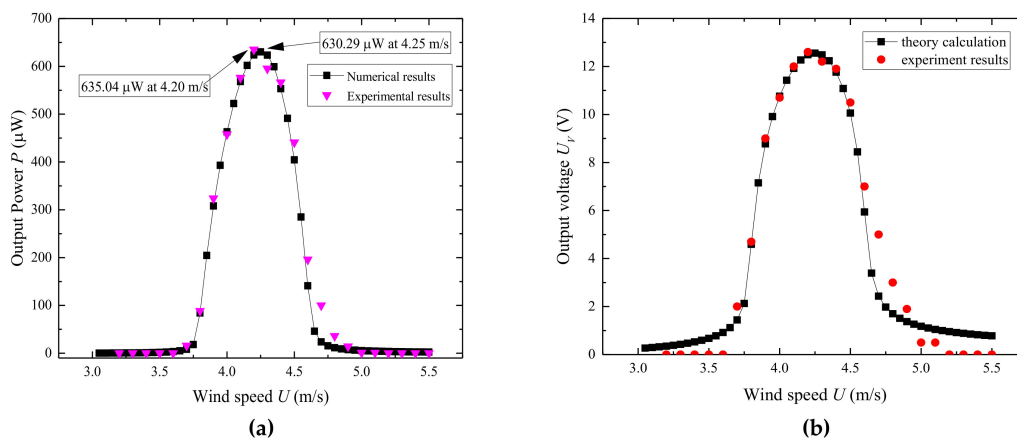 700
600
500
400
300
200
100
0
Output Power P (μW)
630.29 μW at 4.25 m/s
635.04 μW at 4.20 m/s
Numerical results
Experimental results
3.0 3.5 4.0 4.5 5.0 5.5
Wind speed U (m/s)
(a)
14
12
10
8
6
4
2
0
Output voltage U_V (V)
theory calculation
experiment results
3.0 3.5 4.0 4.5 5.0 5.5
Wind speed U (m/s)
(b)